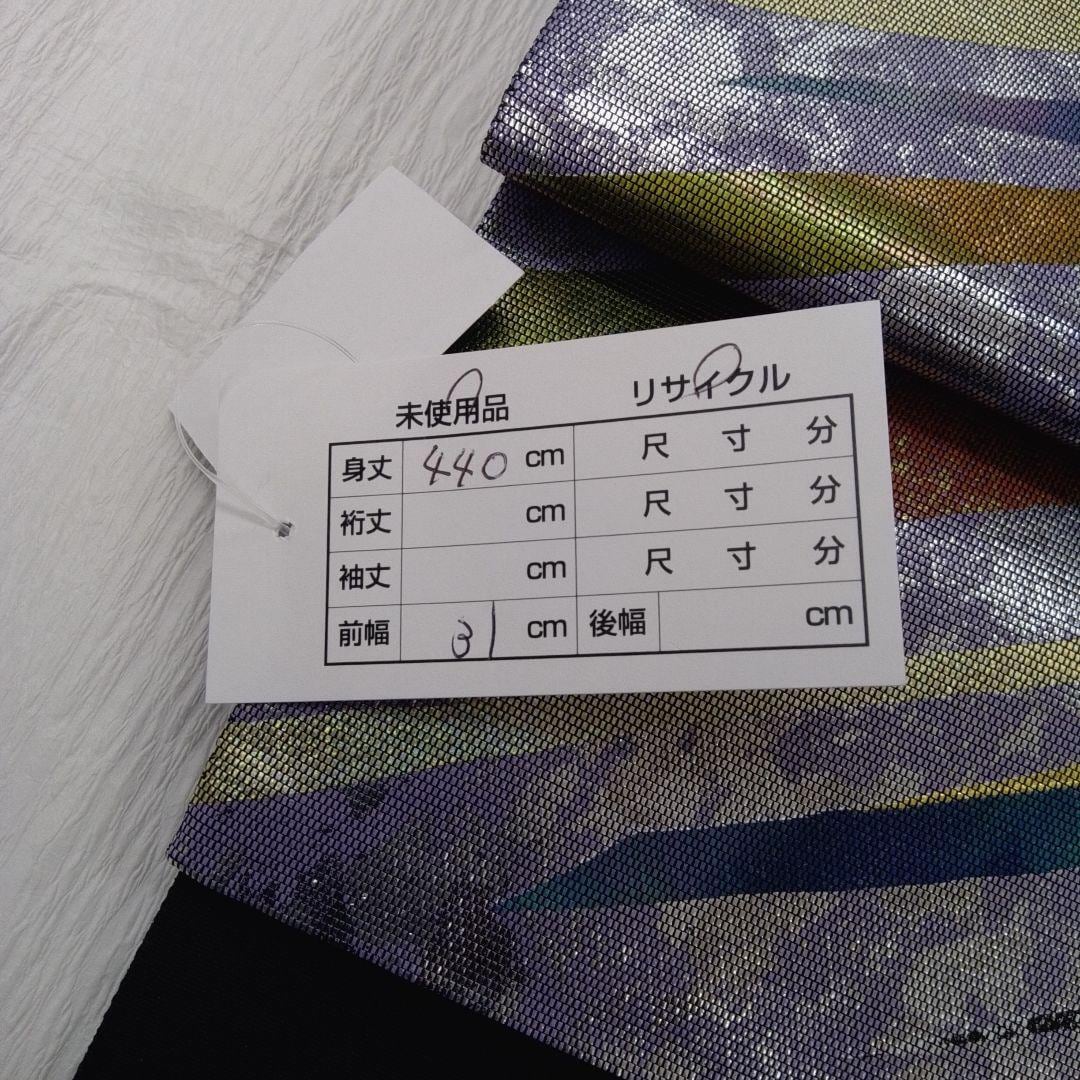 未使用品 リサイクル
身丈 440 cm 尺 寸 分
裄丈 cm 尺 寸 分
袖丈 cm 尺 寸 分
前幅 31 cm 後幅 cm